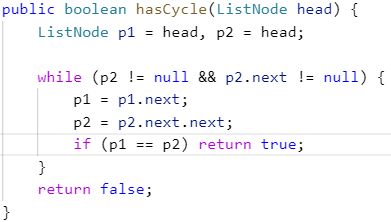 public boolean hasCycle(ListNode head) {
    ListNode p1 = head, p2 = head;

    while (p2 != null && p2.next != null) {
        p1 = p1.next;
        p2 = p2.next.next;
        if (p1 == p2) return true;
    }
    return false;
}